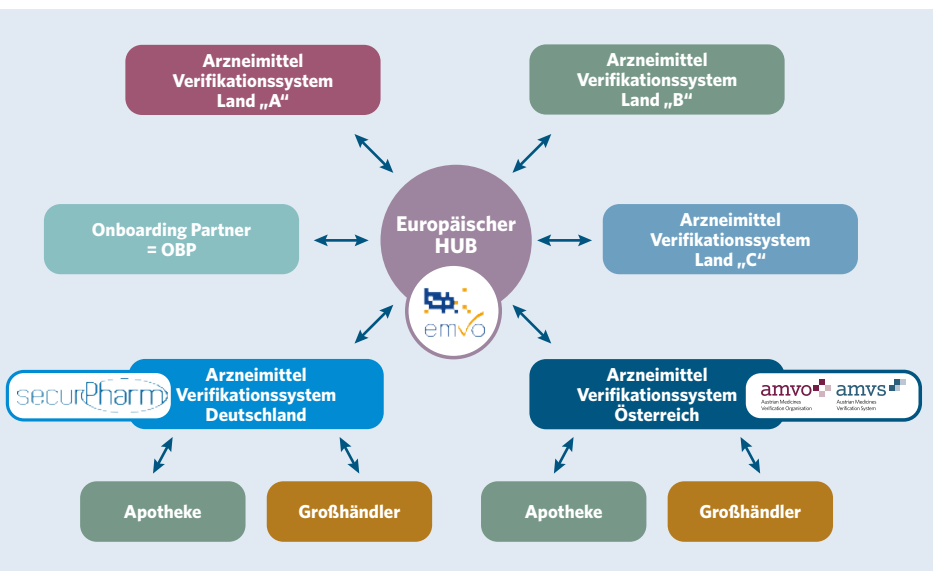 Arzneimittel
Verifikationssystem
Land „A“
Arzneimittel
Verifikationssystem
Land „B“
Onboarding Partner
= OBP
Europäischer
HUB
Arzneimittel
Verifikationssystem
Land „C“
emvo
securPharm
Arzneimittel
Verifikationssystem
Deutschland
Arzneimittel
Verifikationssystem
Österreich
amvo
Austrian Medicines
Verification Organisation
amvs
Austrian Medicines
Verification System
Apotheke
Großhändler
Apotheke
Großhändler